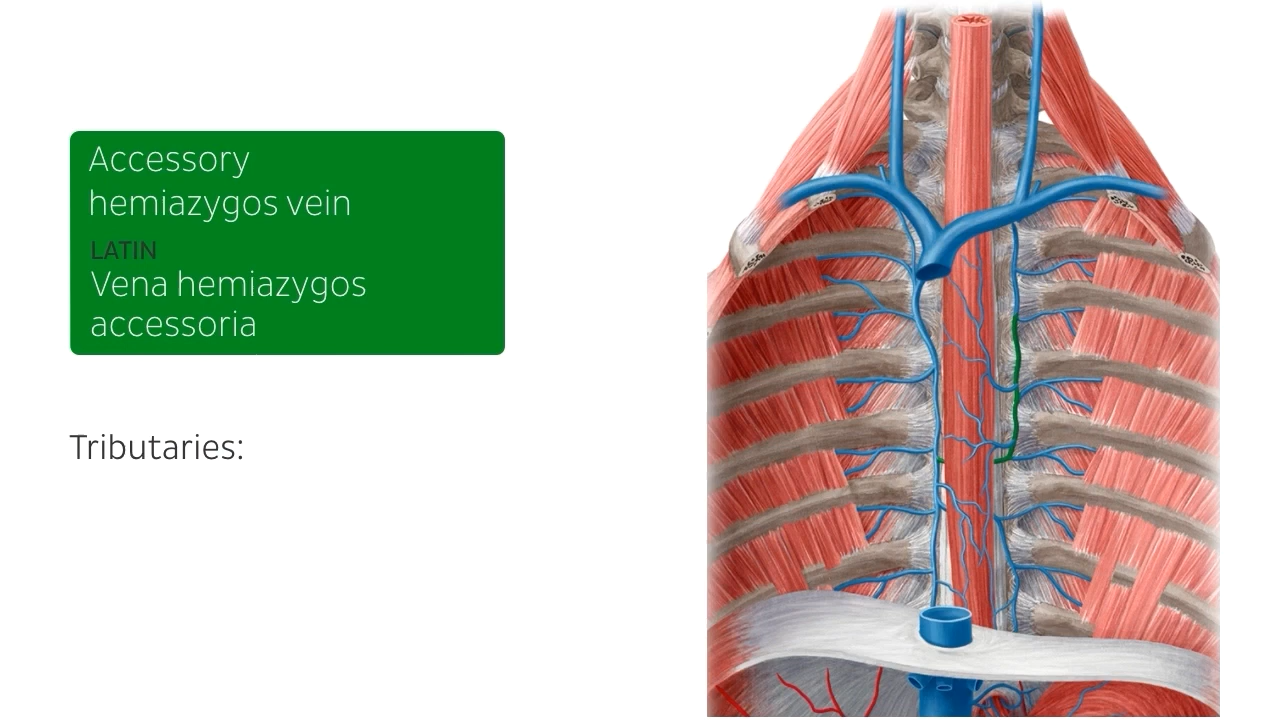 Accessory
hemiazygos vein
LATIN
Vena hemiazygos
accessoria
Tributaries: